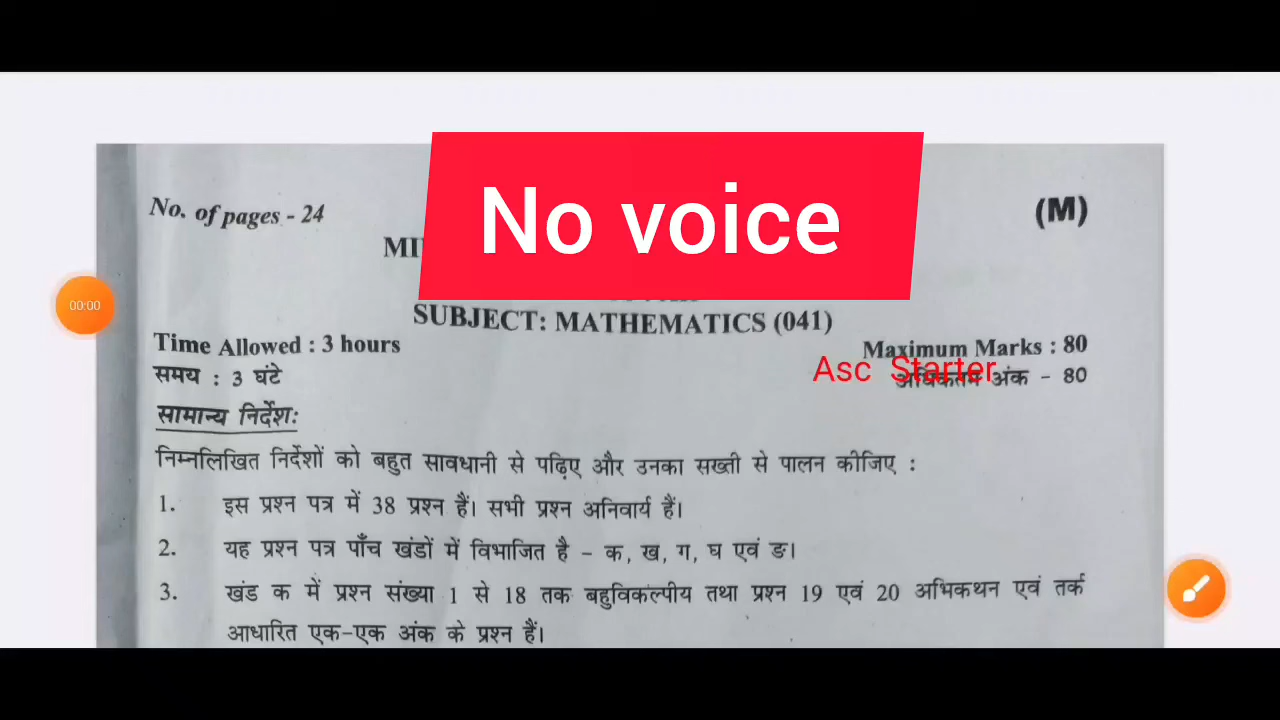 No. of pages - 24
(M)
No voice
SUBJECT: MATHEMATICS (041)
Time Allowed : 3 hours
Maximum Marks : 80
समय : 3 घंटे
Asc Starter
अधिकतम अंक - 80
सामान्य निर्देशः
निम्नलिखित निर्देशों को बहुत सावधानी से पढ़िए और उनका सख्ती से पालन कीजिए :
1. इस प्रश्न पत्र में 38 प्रश्न हैं। सभी प्रश्न अनिवार्य हैं।
2. यह प्रश्न पत्र पाँच खंडों में विभाजित है – क, ख, ग, घ एवं ङ।
3. खंड क में प्रश्न संख्या 1 से 18 तक बहुविकल्पीय तथा प्रश्न 19 एवं 20 अभिकथन एवं तर्क
आधारित एक-एक अंक के प्रश्न हैं।
00:00